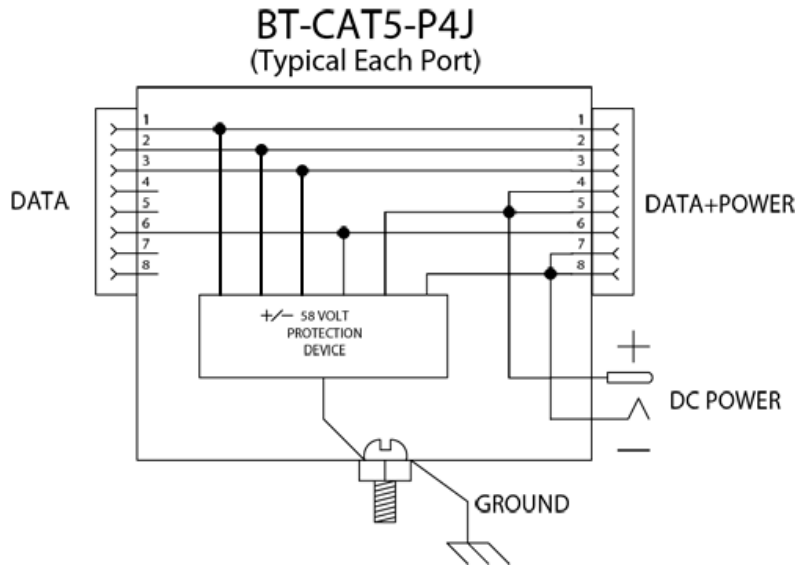 BT-CAT5-P4J
(Typical Each Port)
DATA
1
2
3
4
5
6
7
8
1
2
3
4
5
6
7
8
DATA+POWER
+/− 58 VOLT
PROTECTION
DEVICE
+
DC POWER
−
GROUND